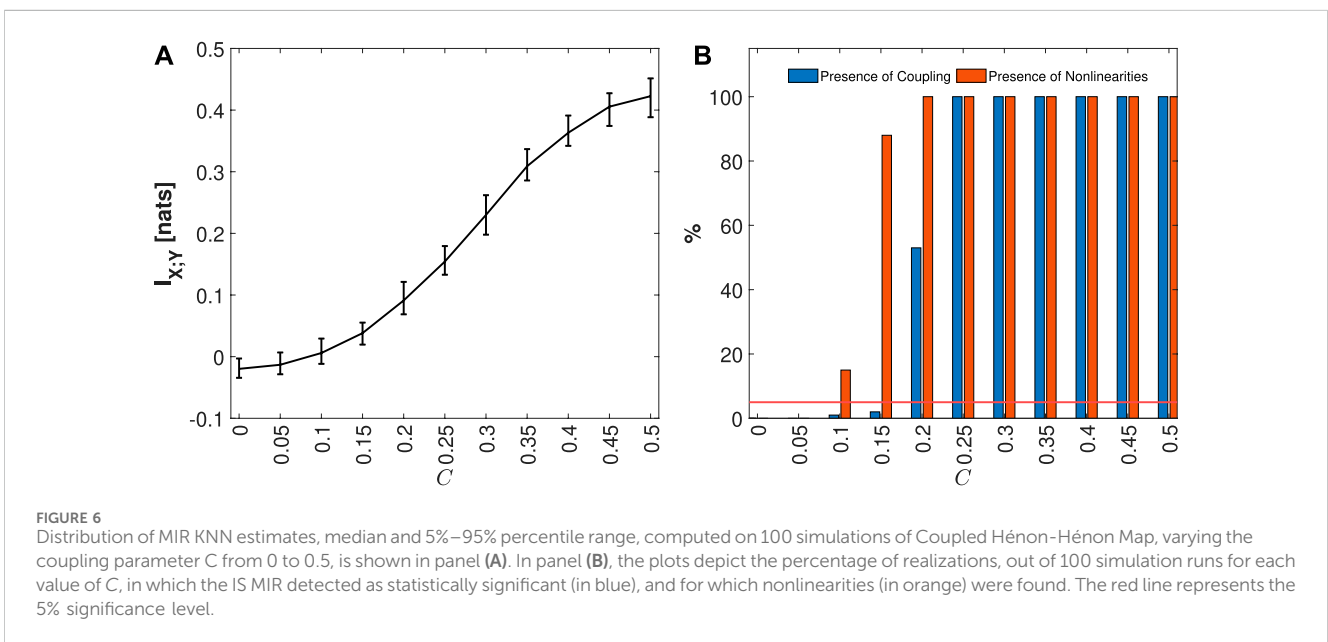 A
0.5
0.4
0.3
0.2
0.1
0
-0.1
I_X;Y [nats]
0 0.05 0.1 0.15 0.2 0.25 0.3 0.35 0.4 0.45 0.5
C
B
Presence of Coupling Presence of Nonlinearities
100
80
60
40
20
0
%
0 0.05 0.1 0.15 0.2 0.25 0.3 0.35 0.4 0.45 0.5
C
FIGURE 6
Distribution of MIR KNN estimates, median and 5%–95% percentile range, computed on 100 simulations of Coupled Hénon-Hénon Map, varying the
coupling parameter C from 0 to 0.5, is shown in panel (A). In panel (B), the plots depict the percentage of realizations, out of 100 simulation runs for each
value of C, in which the IS MIR detected as statistically significant (in blue), and for which nonlinearities (in orange) were found. The red line represents the
5% significance level.